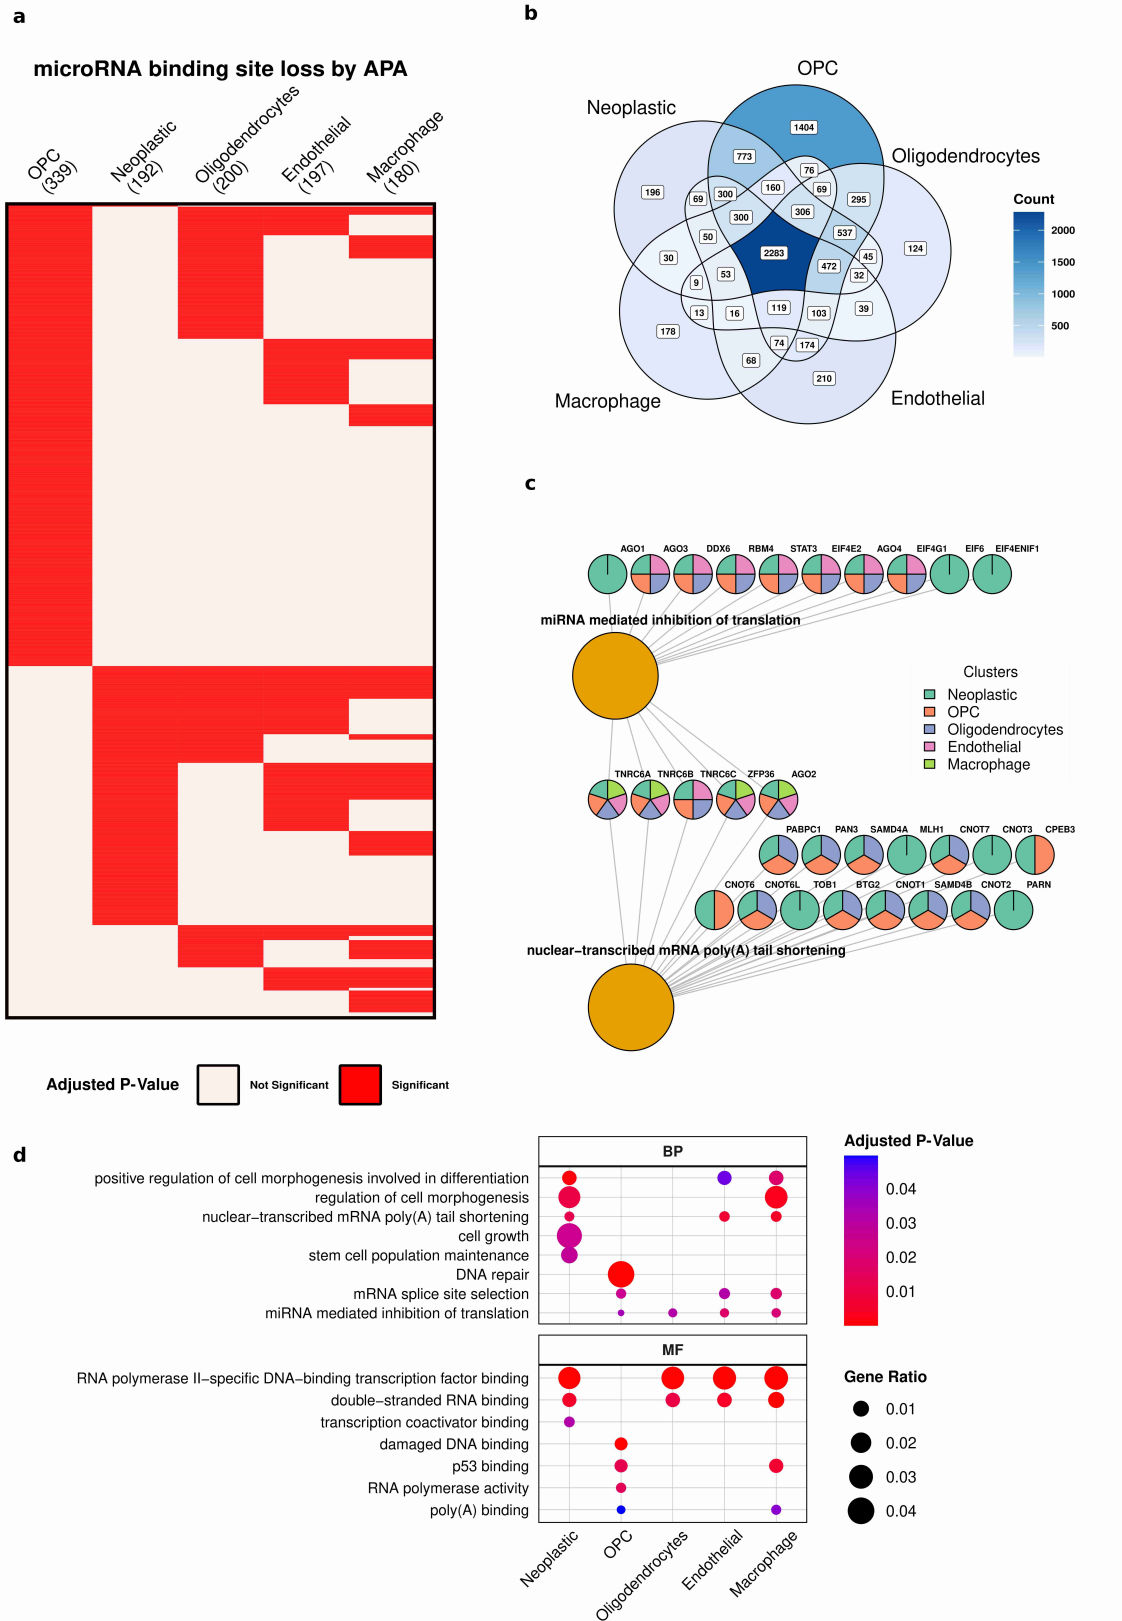 a
microRNA binding site loss by APA
OPC
(339)
Neoplastic
(192)
Oligodendrocytes
(200)
Endothelial
(197)
Macrophage
(180)
Adjusted P-Value
Not Significant
Significant
b
OPC
Neoplastic
Oligodendrocytes
Macrophage
Endothelial
1404
773
76
196
69
300
160
69
295
300
306
50
537
124
30
2283
472
45
32
9
53
13
16
119
103
39
178
74
174
68
210
Count
2000
1500
1000
500
c
AGO1
AGO3
DDX6
RBM4
STAT3
EIF4E2
AGO4
EIF4G1
EIF6
EIF4ENIF1
miRNA mediated inhibition of translation
Clusters
Neoplastic
OPC
Oligodendrocytes
Endothelial
Macrophage
TNRC6A
TNRC6B
TNRC6C
ZFP36
AGO2
PABPC1
PAN3
SAMD4A
MLH1
CNOT7
CNOT3
CPEB3
CNOT6
CNOT6L
TOB1
BTG2
CNOT1
SAMD4B
CNOT2
PARN
nuclear−transcribed mRNA poly(A) tail shortening
d
BP
positive regulation of cell morphogenesis involved in differentiation
regulation of cell morphogenesis
nuclear−transcribed mRNA poly(A) tail shortening
cell growth
stem cell population maintenance
DNA repair
mRNA splice site selection
miRNA mediated inhibition of translation
MF
RNA polymerase II−specific DNA−binding transcription factor binding
double−stranded RNA binding
transcription coactivator binding
damaged DNA binding
p53 binding
RNA polymerase activity
poly(A) binding
Neoplastic
OPC
Oligodendrocytes
Endothelial
Macrophage
Adjusted P-Value
0.04
0.03
0.02
0.01
Gene Ratio
0.01
0.02
0.03
0.04